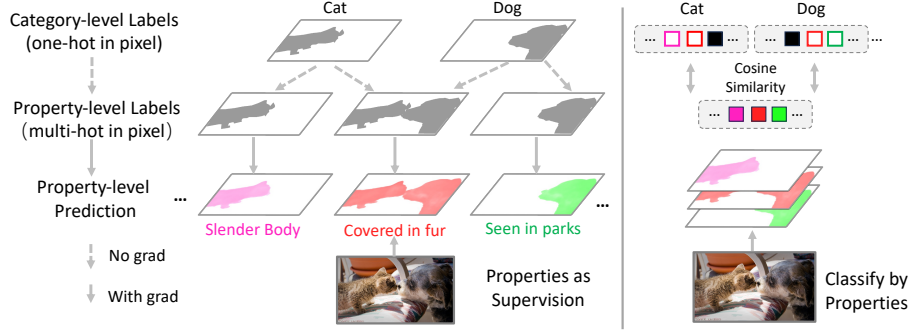 Category-level Labels
(one-hot in pixel)
Cat
Dog
Property-level Labels
(multi-hot in pixel)
Property-level
Prediction
...
...
Slender Body
Covered in fur
Seen in parks
No grad
With grad
Properties as
Supervision
Cat
Dog
... ...
... ... ...
Cosine
Similarity
... ...
Classify by
Properties